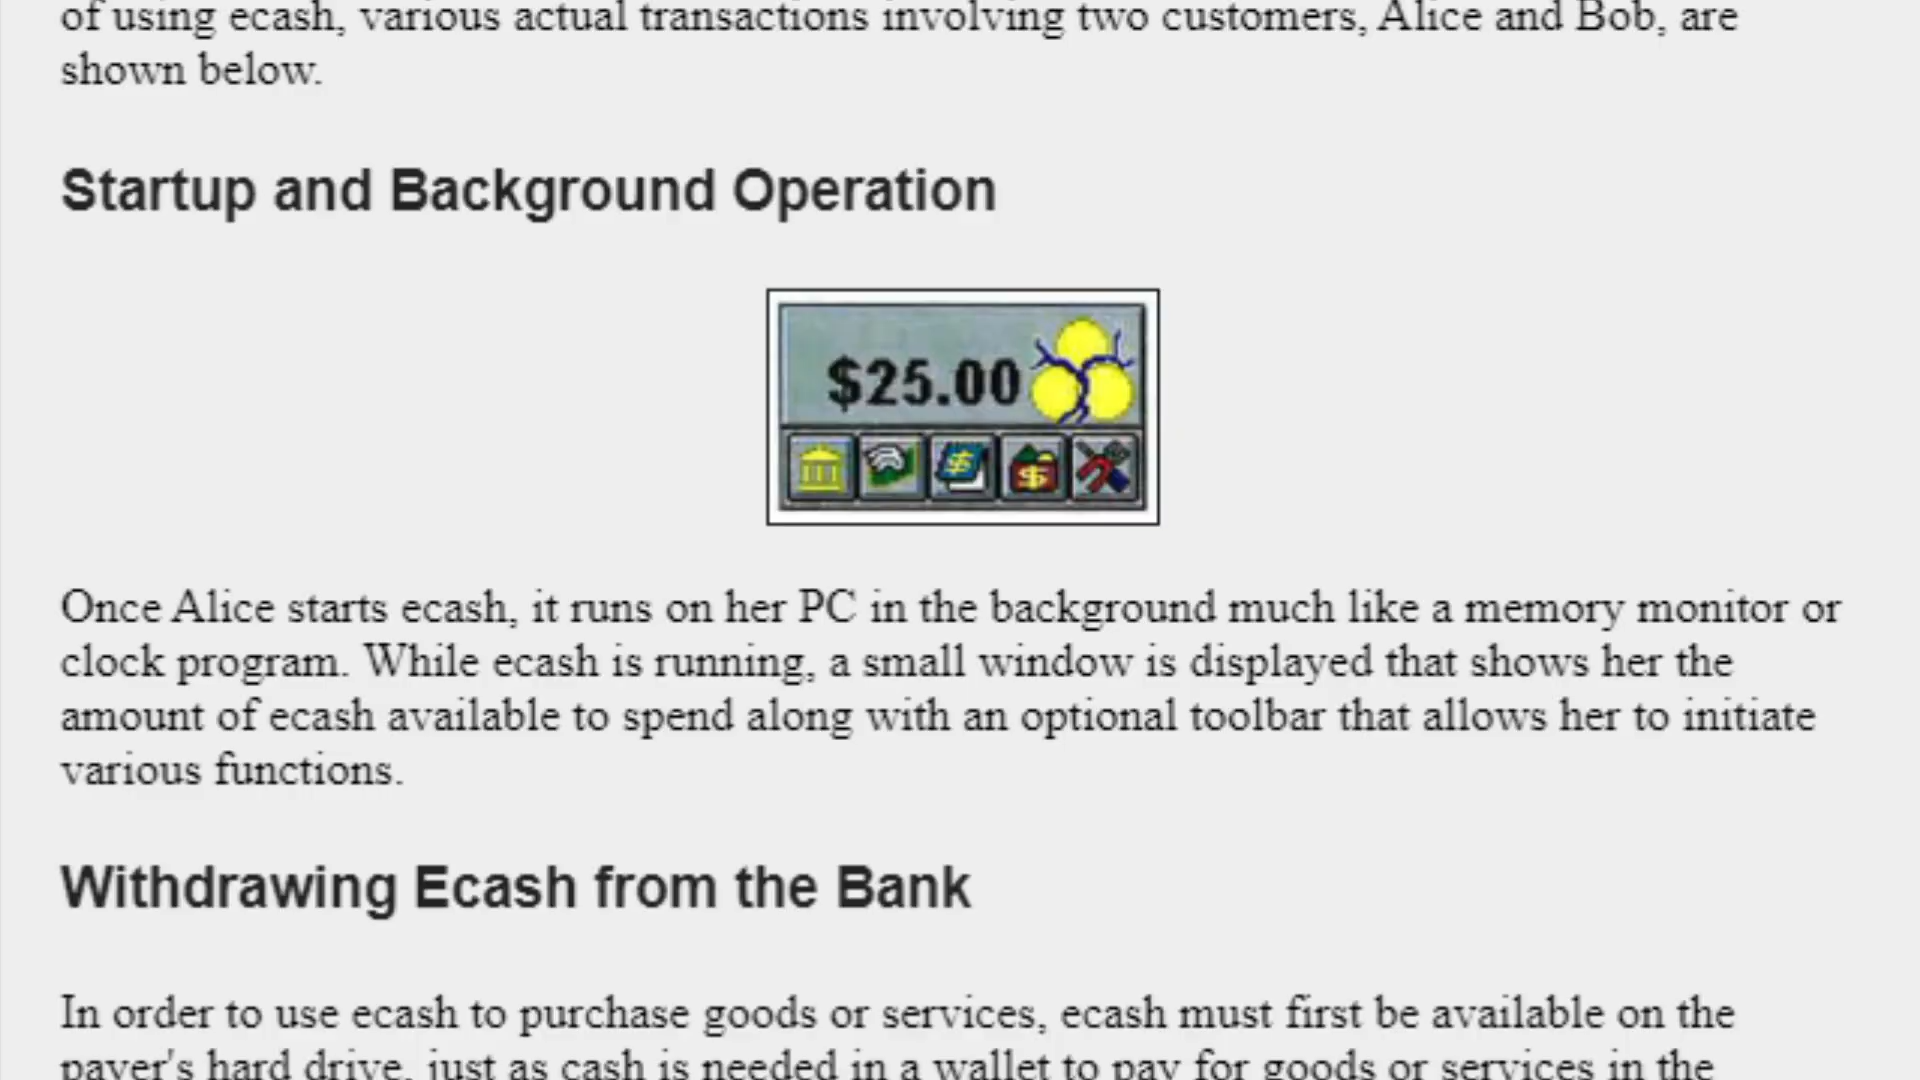 of using ecash, various actual transactions involving two customers, Alice and Bob, are
shown below.
Startup and Background Operation
$25.00
Once Alice starts ecash, it runs on her PC in the background much like a memory monitor or
clock program. While ecash is running, a small window is displayed that shows her the
amount of ecash available to spend along with an optional toolbar that allows her to initiate
various functions.
Withdrawing Ecash from the Bank
In order to use ecash to purchase goods or services, ecash must first be available on the
payer's hard drive, just as cash is needed in a wallet to pay for goods or services in the